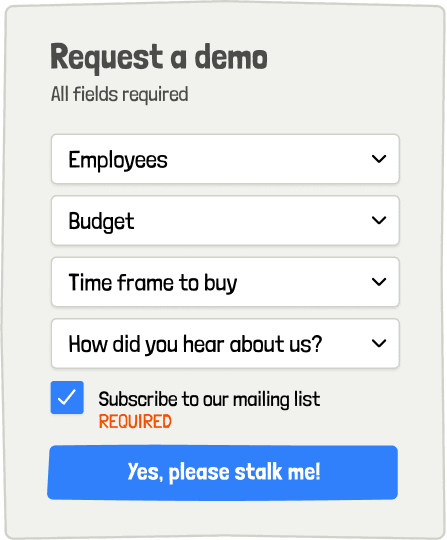 Request a demo
All fields required
Employees
Budget
Time frame to buy
How did you hear about us?
Subscribe to our mailing list
REQUIRED
Yes, please stalk me!